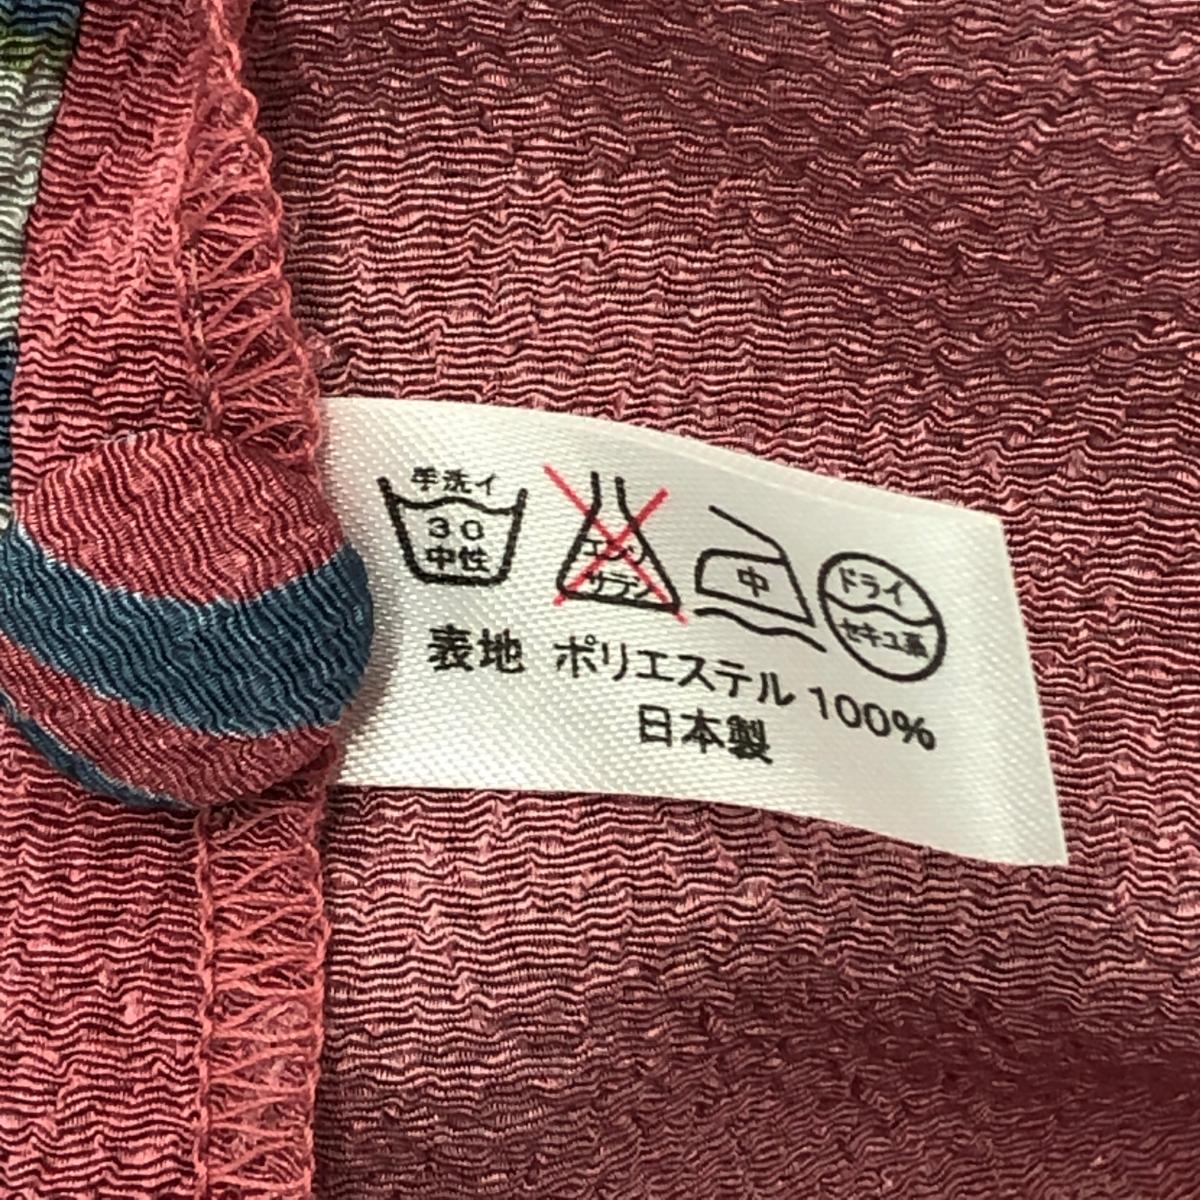 手洗イ
30
中性
エンソ
サラシ
中
ドライ
セキユ系
表地 ポリエステル 100%
日本製